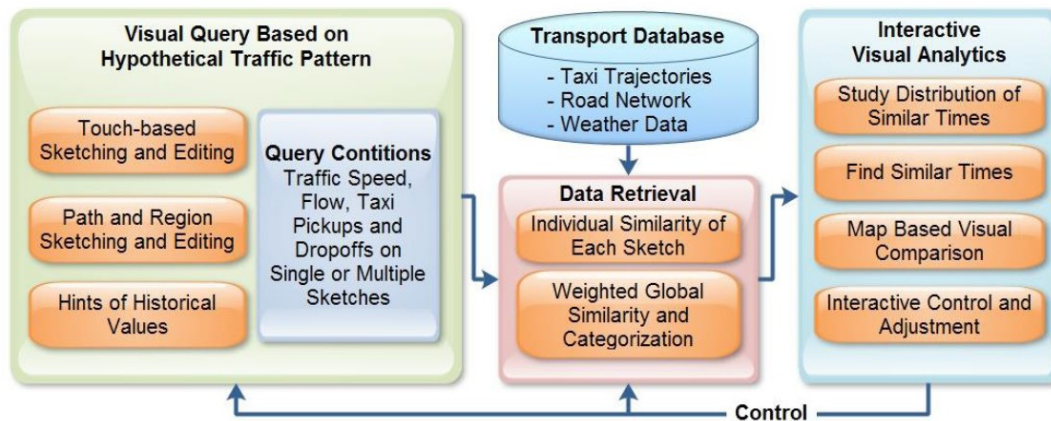 Visual Query Based on
Hypothetical Traffic Pattern
Touch-based
Sketching and Editing
Path and Region
Sketching and Editing
Hints of Historical
Values
Query Contitions
Traffic Speed,
Flow, Taxi
Pickups and
Dropoffs on
Single or Multiple
Sketches
Transport Database
- Taxi Trajectories
- Road Network
- Weather Data
Data Retrieval
Individual Similarity of
Each Sketch
Weighted Global
Similarity and
Categorization
Interactive
Visual Analytics
Study Distribution of
Similar Times
Find Similar Times
Map Based Visual
Comparison
Interactive Control and
Adjustment
Control